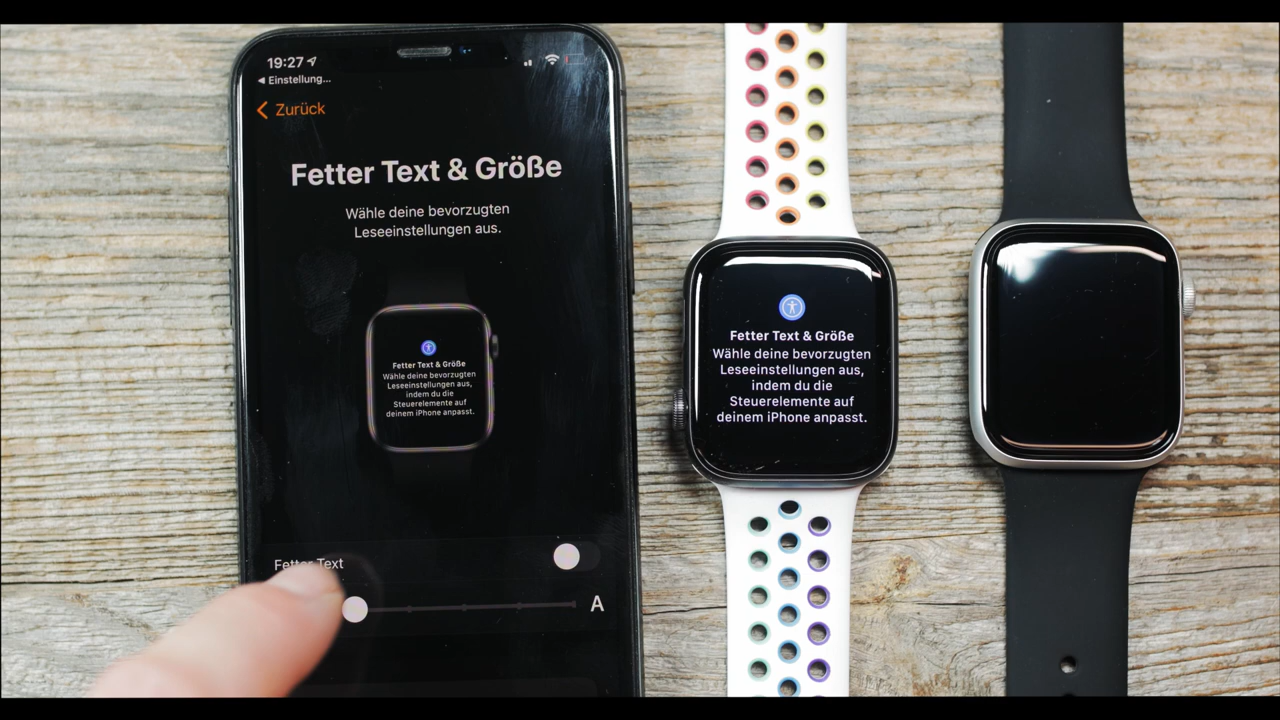 19:27
Einstellung...
Zurück
Fetter Text & Größe
Wähle deine bevorzugten
Leseeinstellungen aus.
Fetter Text & Größe
Wähle deine bevorzugten
Leseeinstellungen aus,
indem du die
Steuerelemente auf
deinem iPhone anpasst.
Fetter Text
A
Fetter Text & Größe
Wähle deine bevorzugten
Leseeinstellungen aus,
indem du die
Steuerelemente auf
deinem iPhone anpasst.